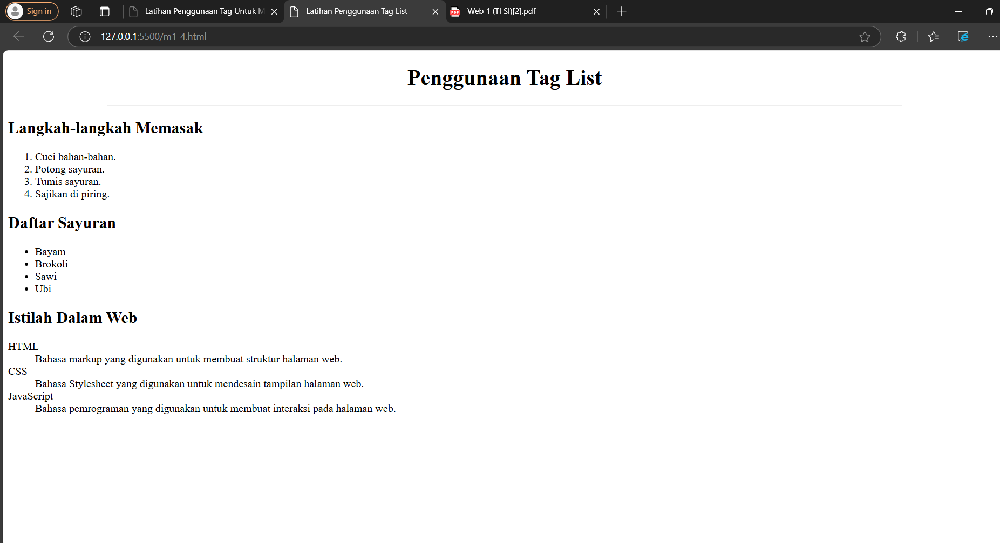 Sign in
Latihan Penggunaan Tag Untuk M
Latihan Penggunaan Tag List
PDF
Web 1 (TI SI)[2].pdf
127.0.0.1:5500/m1-4.html
Penggunaan Tag List
Langkah-langkah Memasak
1. Cuci bahan-bahan.
2. Potong sayuran.
3. Tumis sayuran.
4. Sajikan di piring.
Daftar Sayuran
• Bayam
• Brokoli
• Sawi
• Ubi
Istilah Dalam Web
HTML
Bahasa markup yang digunakan untuk membuat struktur halaman web.
CSS
Bahasa Stylesheet yang digunakan untuk mendesain tampilan halaman web.
JavaScript
Bahasa pemrograman yang digunakan untuk membuat interaksi pada halaman web.